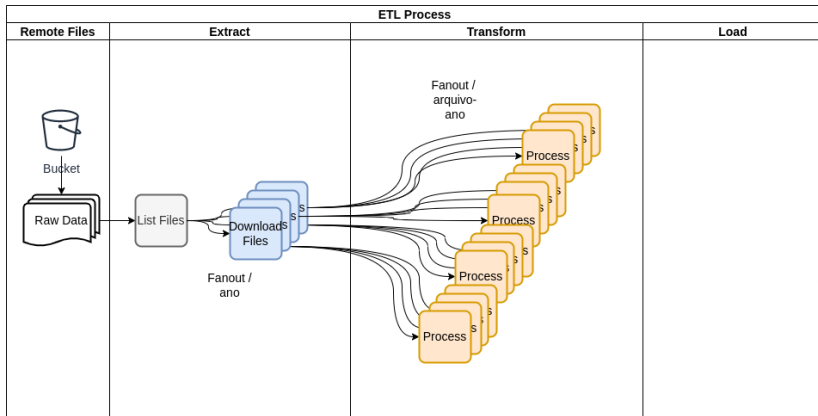 ETL Process
Remote Files
Extract
Transform
Load
Bucket
Raw Data
List Files
Download
Files
s
s
Fanout /
ano
Fanout /
arquivo-
ano
Process
s
s
Process
s
Process
s
s
Process
s
s